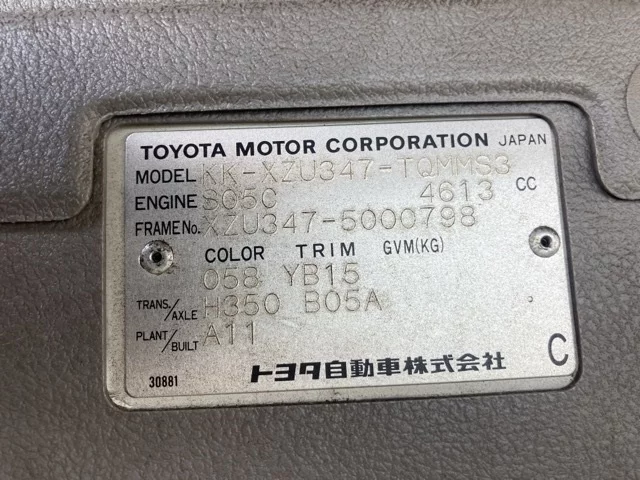 TOYOTA MOTOR CORPORATION JAPAN
MODEL KK-XZU347-TQMMS3
ENGINE S05C 4613 CC
FRAME No. XZU347-5000798
COLOR TRIM GVM(KG)
058 YB15
TRANS./AXLE H350 B05A
PLANT/BUILT A11
30881 トヨタ自動車株式会社 C